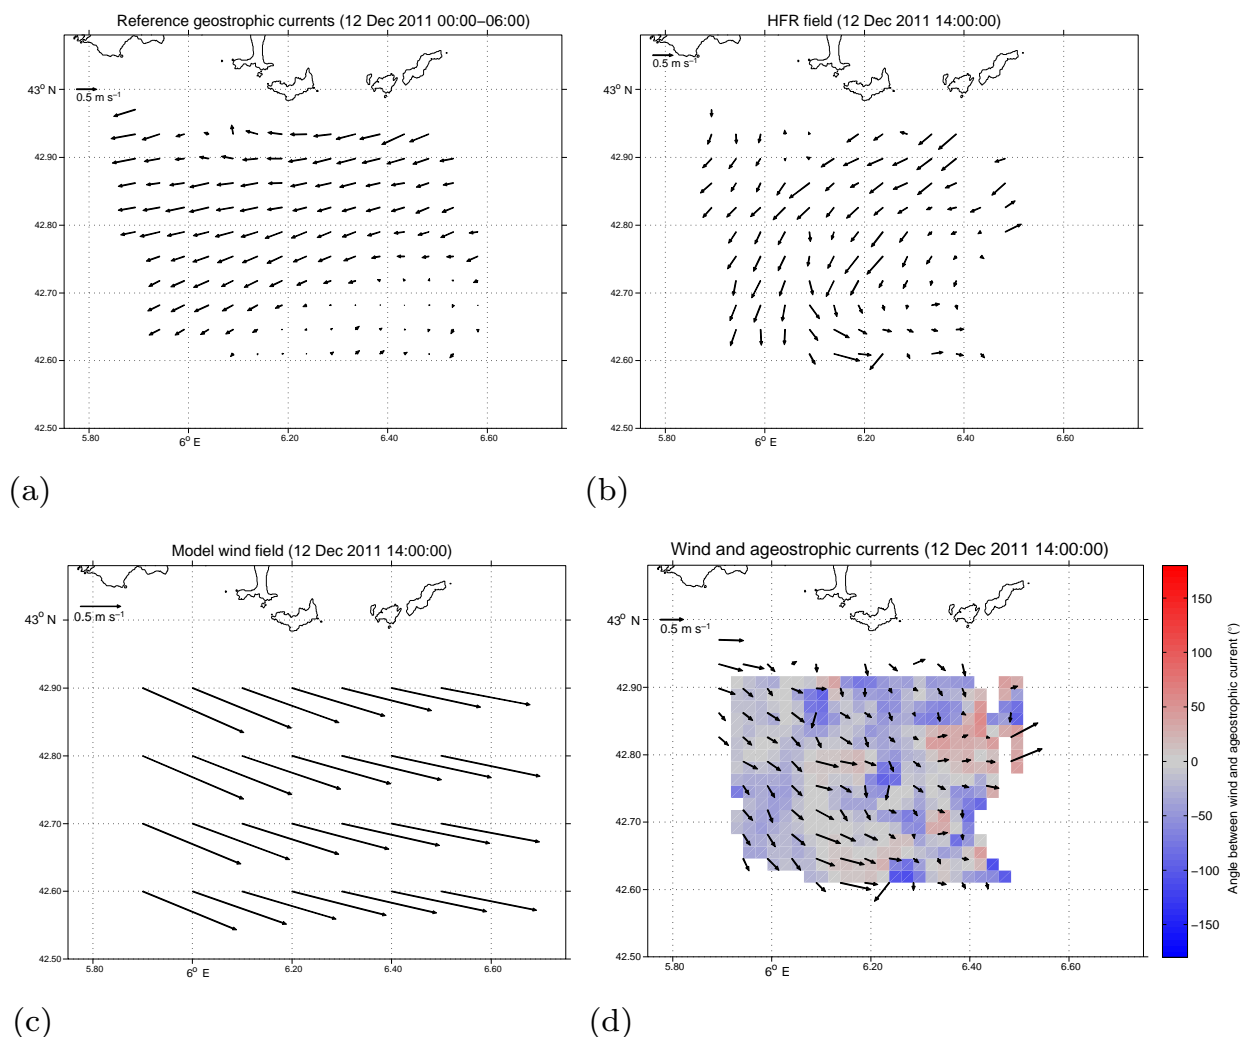 Reference geostrophic currents (12 Dec 2011 00:00−06:00)
43° N
0.5 m s⁻¹
42.90
42.80
42.70
42.60
42.50
5.80
6° E
6.20
6.40
6.60
(a)
HFR field (12 Dec 2011 14:00:00)
0.5 m s⁻¹
43° N
42.90
42.80
42.70
42.60
42.50
5.80
6° E
6.20
6.40
6.60
(b)
Model wind field (12 Dec 2011 14:00:00)
0.5 m s⁻¹
43° N
42.90
42.80
42.70
42.60
42.50
5.80
6° E
6.20
6.40
6.60
(c)
Wind and ageostrophic currents (12 Dec 2011 14:00:00)
43° N
0.5 m s⁻¹
42.90
42.80
42.70
42.60
42.50
5.80
6° E
6.20
6.40
6.60
150
100
50
0
−50
−100
−150
Angle between wind and ageostrophic current (°)
(d)